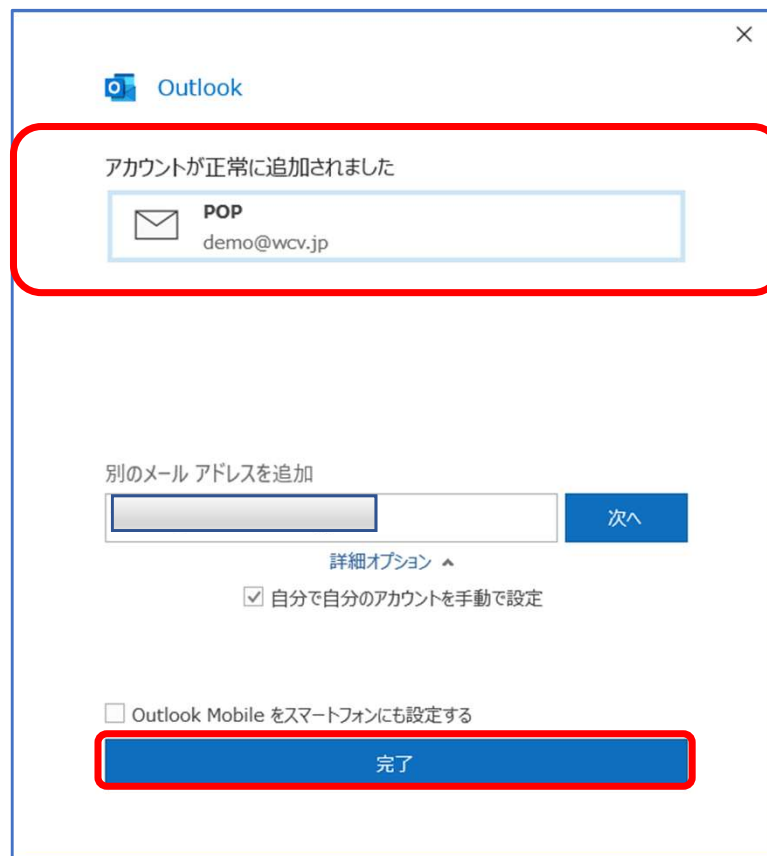 Outlook
アカウントが正常に追加されました
POP
demo@wcv.jp
別のメール アドレスを追加
次へ
詳細オプション
自分で自分のアカウントを手動で設定
Outlook Mobile をスマートフォンにも設定する
完了